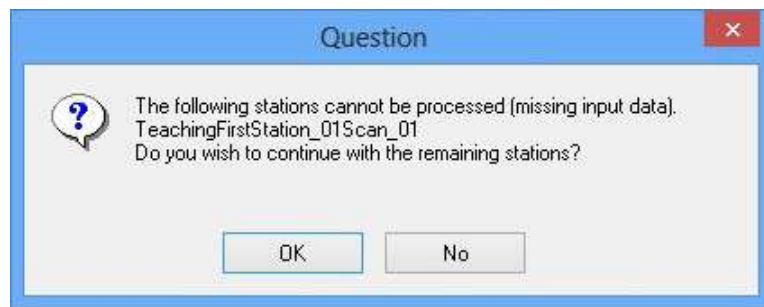 Question
The following stations cannot be processed (missing input data).
TeachingFirstStation_01Scan_01
Do you wish to continue with the remaining stations?
OK
No